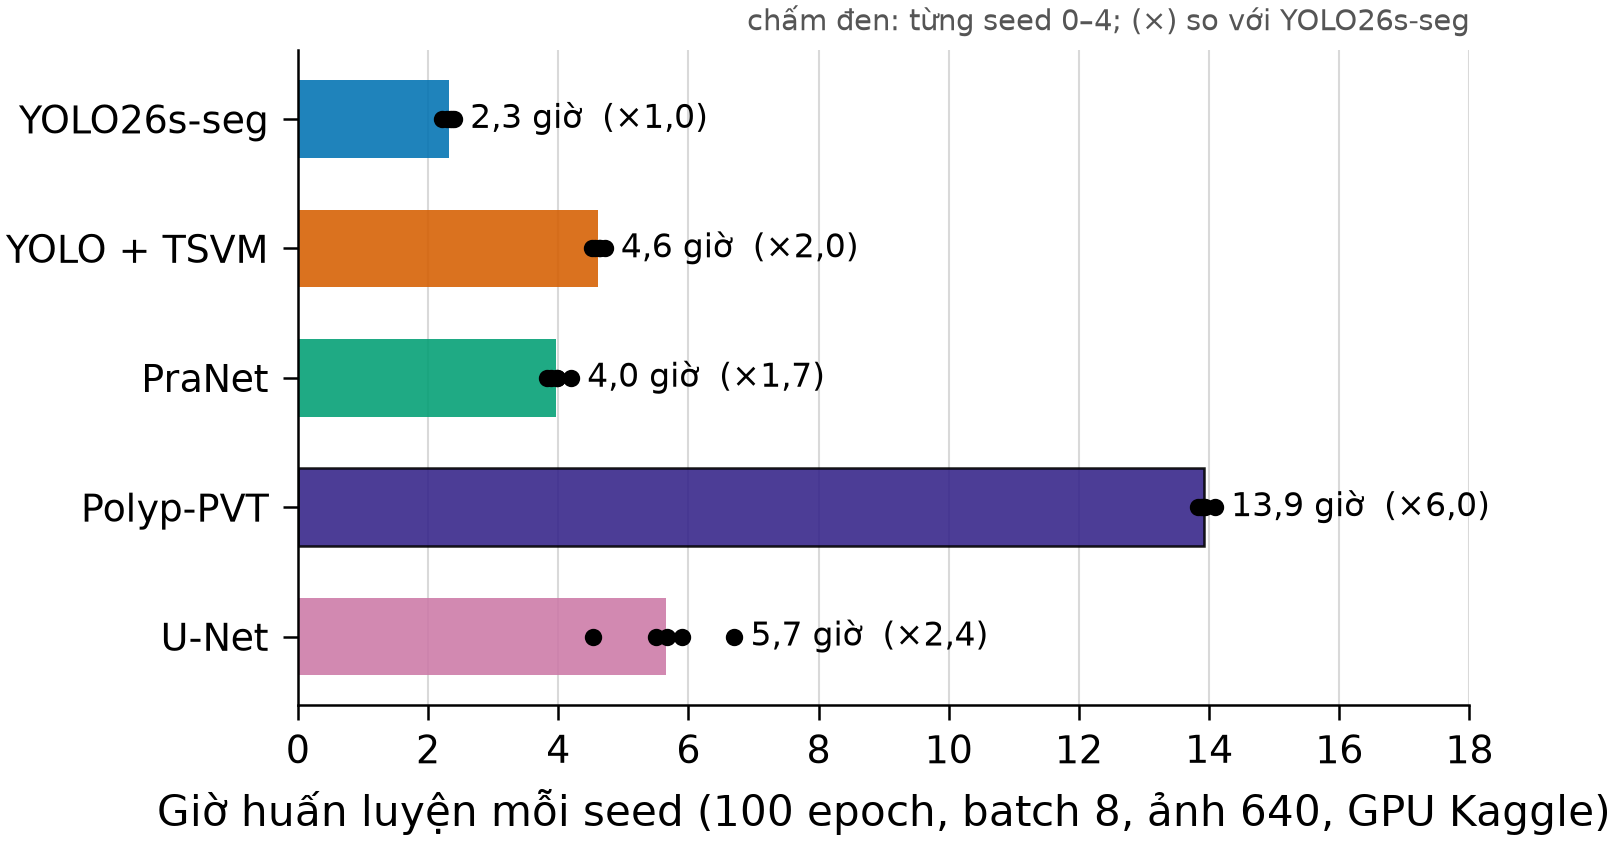 chấm đen: từng seed 0–4; (×) so với YOLO26s-seg
YOLO26s-seg 2,3 giờ (×1,0)
YOLO + TSVM 4,6 giờ (×2,0)
PraNet 4,0 giờ (×1,7)
Polyp-PVT 13,9 giờ (×6,0)
U-Net 5,7 giờ (×2,4)
0 2 4 6 8 10 12 14 16 18
Giờ huấn luyện mỗi seed (100 epoch, batch 8, ảnh 640, GPU Kaggle)